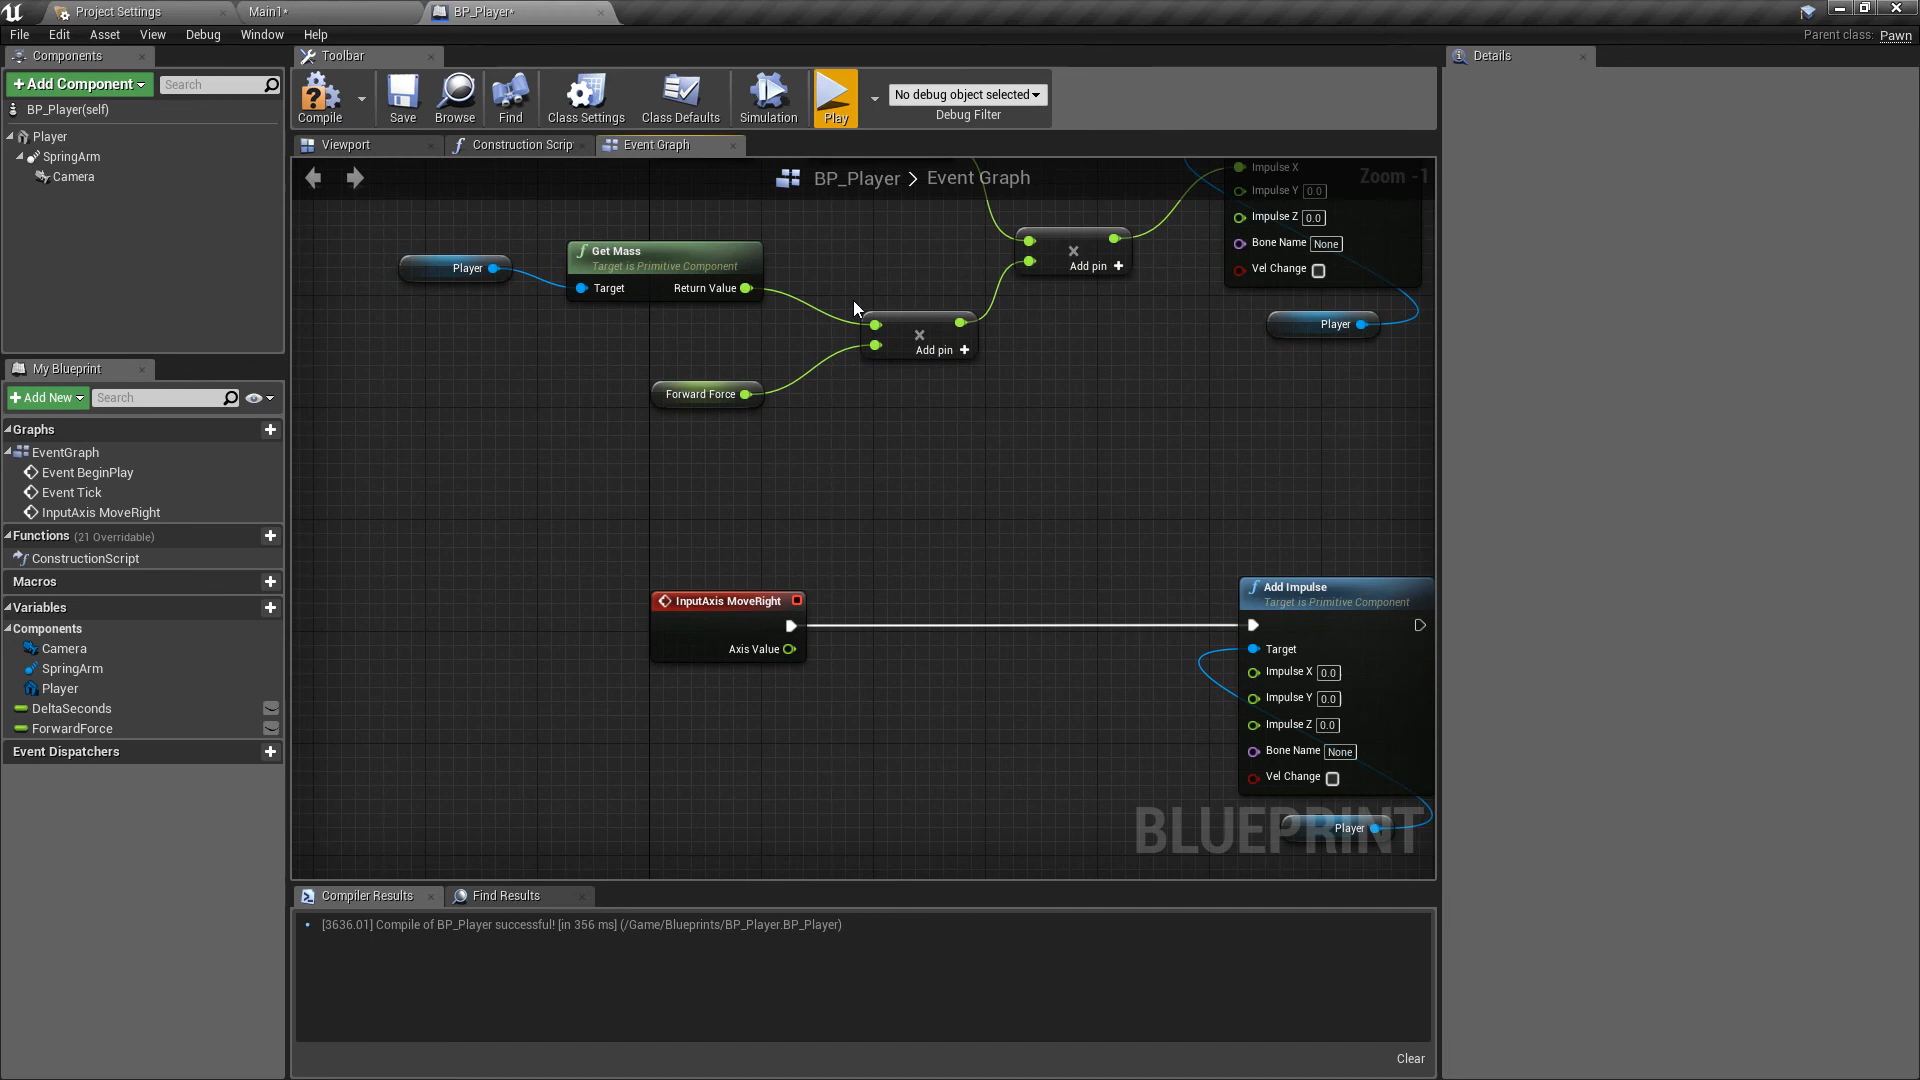 Project Settings
Main1*
BP_Player*
File Edit Asset View Debug Window Help
Parent class: Pawn
Components
Toolbar
Details
+Add Component
Search
BP_Player(self)
Player
SpringArm
Camera
Compile
Save
Browse
Find
Class Settings
Class Defaults
Simulation
Play
No debug object selected
Debug Filter
Viewport
Construction Scrip
Event Graph
BP_Player > Event Graph
Zoom -1
Impulse X
Impulse Y 0.0
Impulse Z 0.0
Bone Name None
Vel Change
Player
Get Mass
Target is Primitive Component
Target Return Value
Player
Add pin +
Add pin +
Player
Forward Force
My Blueprint
+Add New
Search
Graphs
EventGraph
Event BeginPlay
Event Tick
InputAxis MoveRight
Functions (21 Overridable)
ConstructionScript
Macros
Variables
Components
Camera
SpringArm
Player
DeltaSeconds
ForwardForce
Event Dispatchers
InputAxis MoveRight
Axis Value
Add Impulse
Target is Primitive Component
Target
Impulse X 0.0
Impulse Y 0.0
Impulse Z 0.0
Bone Name None
Vel Change
Player
BLUEPRINT
Compiler Results
Find Results
[3636.01] Compile of BP_Player successful! [in 356 ms] (/Game/Blueprints/BP_Player.BP_Player)
Clear